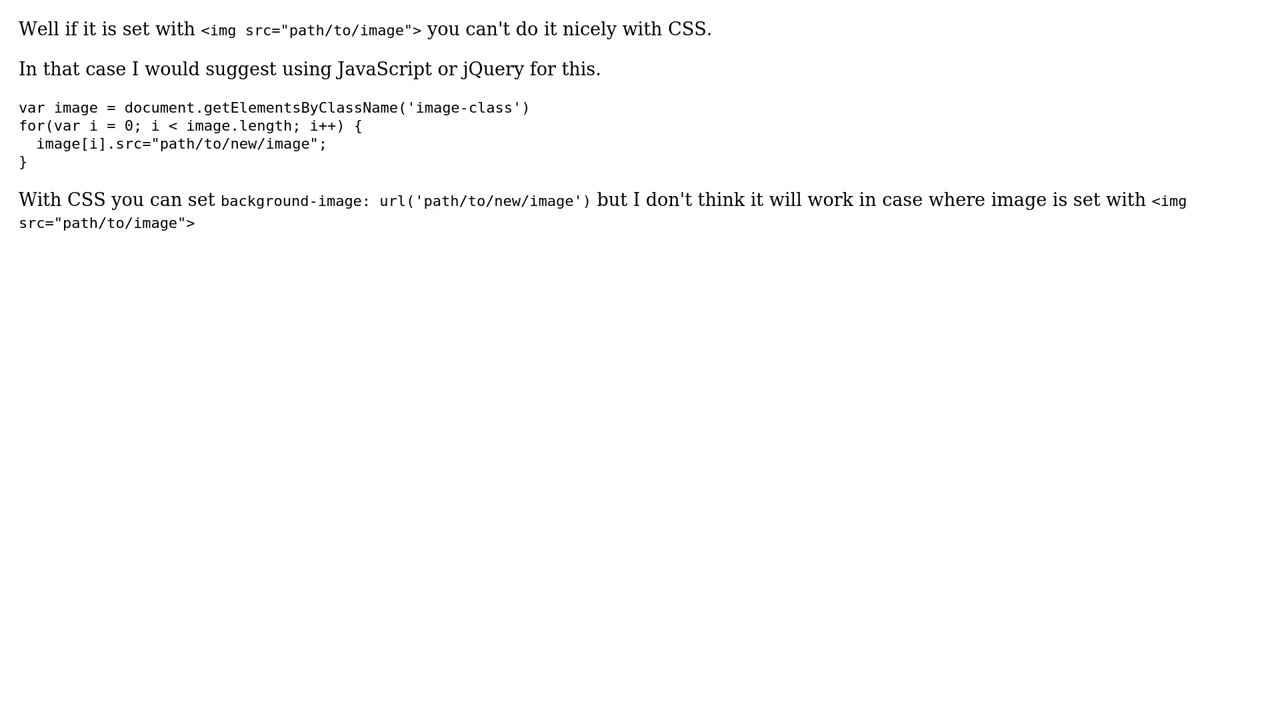 Well if it is set with <img src="path/to/image"> you can't do it nicely with CSS.
In that case I would suggest using JavaScript or jQuery for this.
var image = document.getElementsByClassName('image-class')
for(var i = 0; i < image.length; i++) {
  image[i].src="path/to/new/image";
}
With CSS you can set background-image: url('path/to/new/image') but I don't think it will work in case where image is set with <img
src="path/to/image">